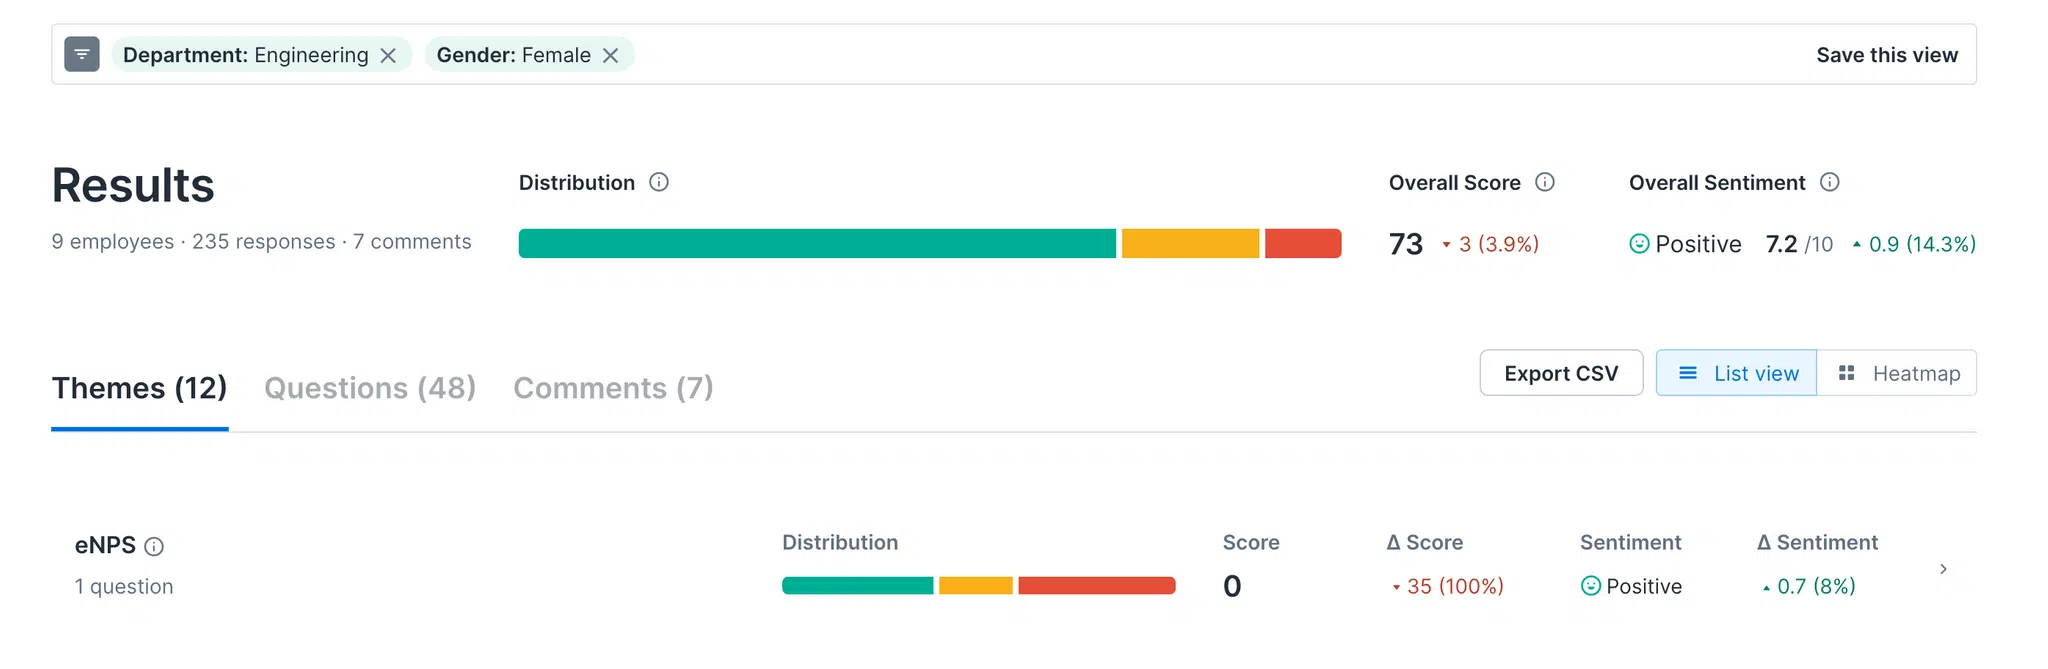 Department: Engineering
Gender: Female
Save this view
Results
9 employees · 235 responses · 7 comments
Distribution
Overall Score
73 3 (3.9%)
Overall Sentiment
Positive 7.2 /10 0.9 (14.3%)
Themes (12)
Questions (48)
Comments (7)
Export CSV
List view
Heatmap
eNPS
1 question
Distribution
Score
0
Δ Score
35 (100%)
Sentiment
Positive
Δ Sentiment
0.7 (8%)